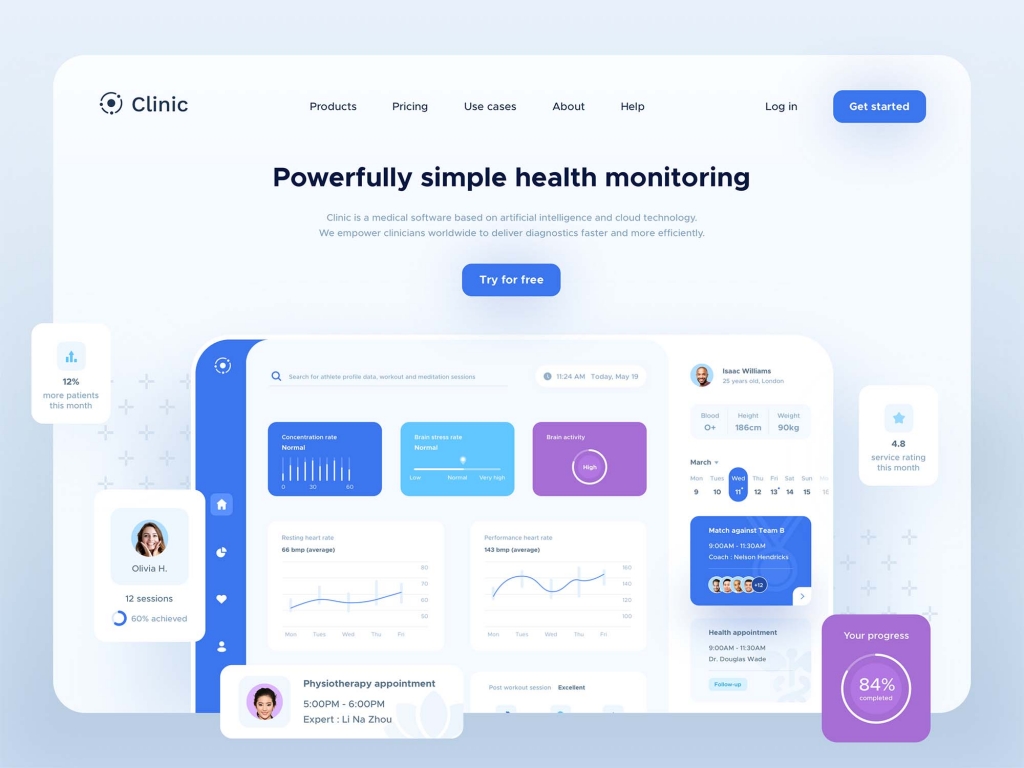 Clinic
Products
Pricing
Use cases
About
Help
Log in
Get started
Powerfully simple health monitoring
Clinic is a medical software based on artificial intelligence and cloud technology.
We empower clinicians worldwide to deliver diagnostics faster and more efficiently.
Try for free
12%
more patients
this month
Olivia H.
12 sessions
60% achieved
Search for athlete profile data, workout and meditation sessions
11:24 AM Today, May 19
Concentration rate
Normal
0 30 60
Brain stress rate
Normal
Low Normal Very high
Brain activity
High
Resting heart rate
66 bmp (average)
80
70
60
50
Mon Tues Wed Thu Fri
Performance heart rate
143 bmp (average)
160
140
120
100
Mon Tues Wed Thu Fri
Physiotherapy appointment
5:00PM - 6:00PM
Expert : Li Na Zhou
Post workout session Excellent
Isaac Williams
25 years old, London
Blood Height Weight
O+ 186cm 90kg
March
Mon Tues Wed Thu Fri Sat Sun
9 10 11 12 13 14 15 16
Match against Team B
9:00AM - 11:30AM
Coach : Nelson Hendricks
+12
Health appointment
9:00AM - 11:30AM
Dr. Douglas Wade
Follow-up
4.8
service rating
this month
Your progress
84%
completed